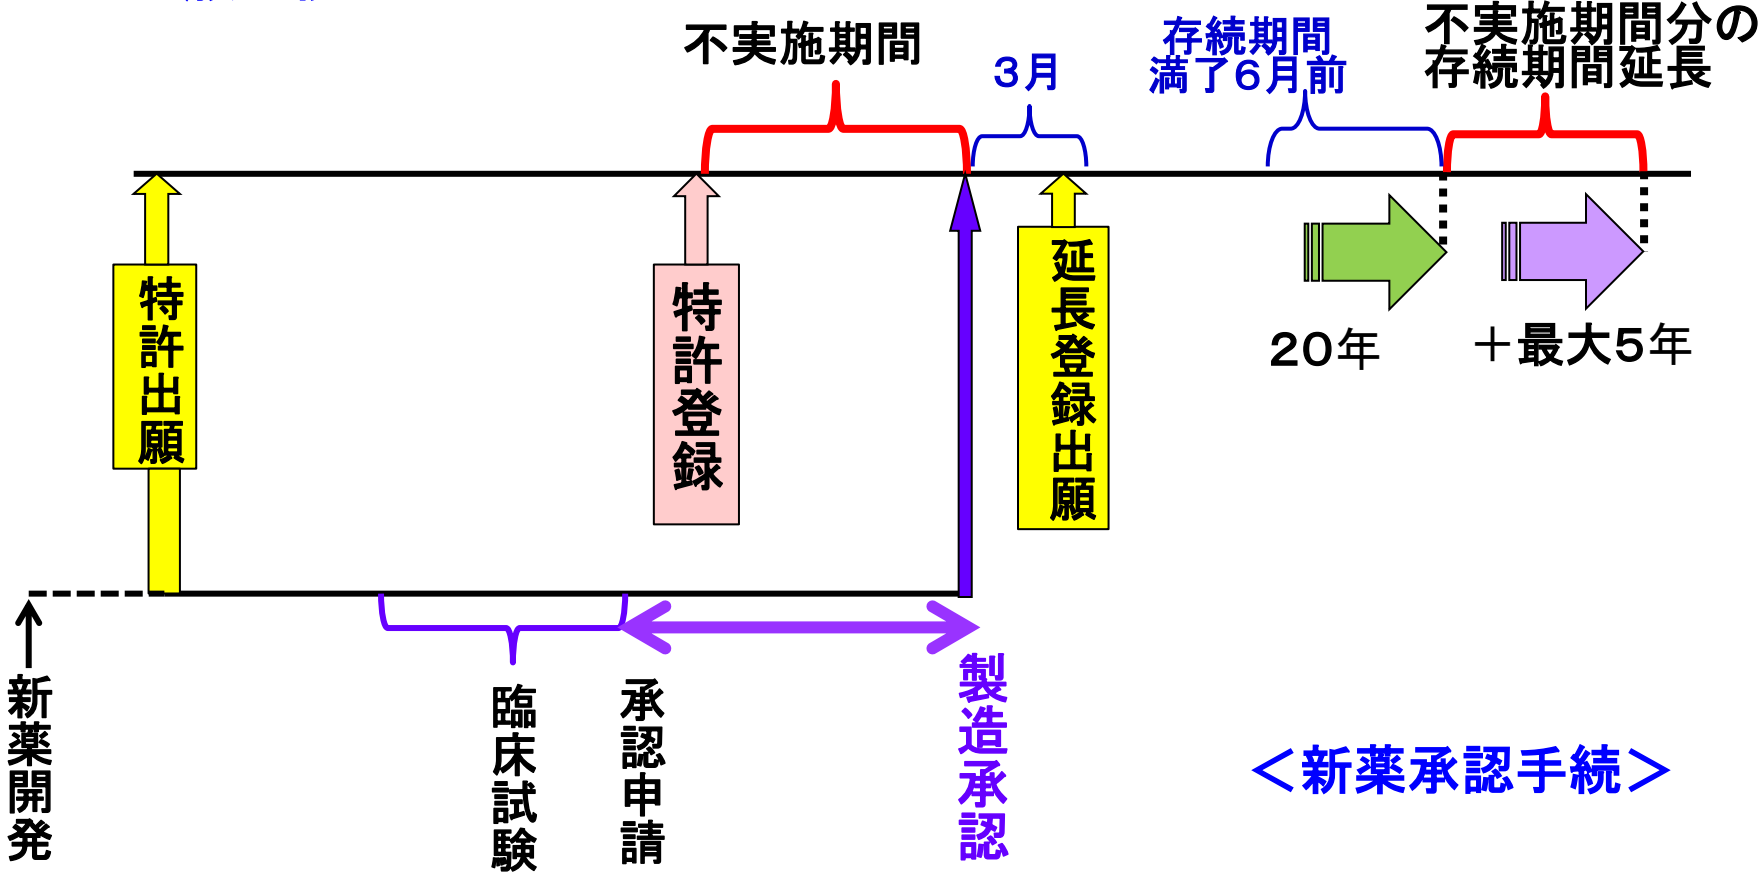 不実施期間
3月
存続期間
満了6月前
不実施期間分の
存続期間延長
特許出願
特許登録
延長登録出願
20年
+最大5年
新薬開発
臨床試験
承認申請
製造承認
<新薬承認手続>